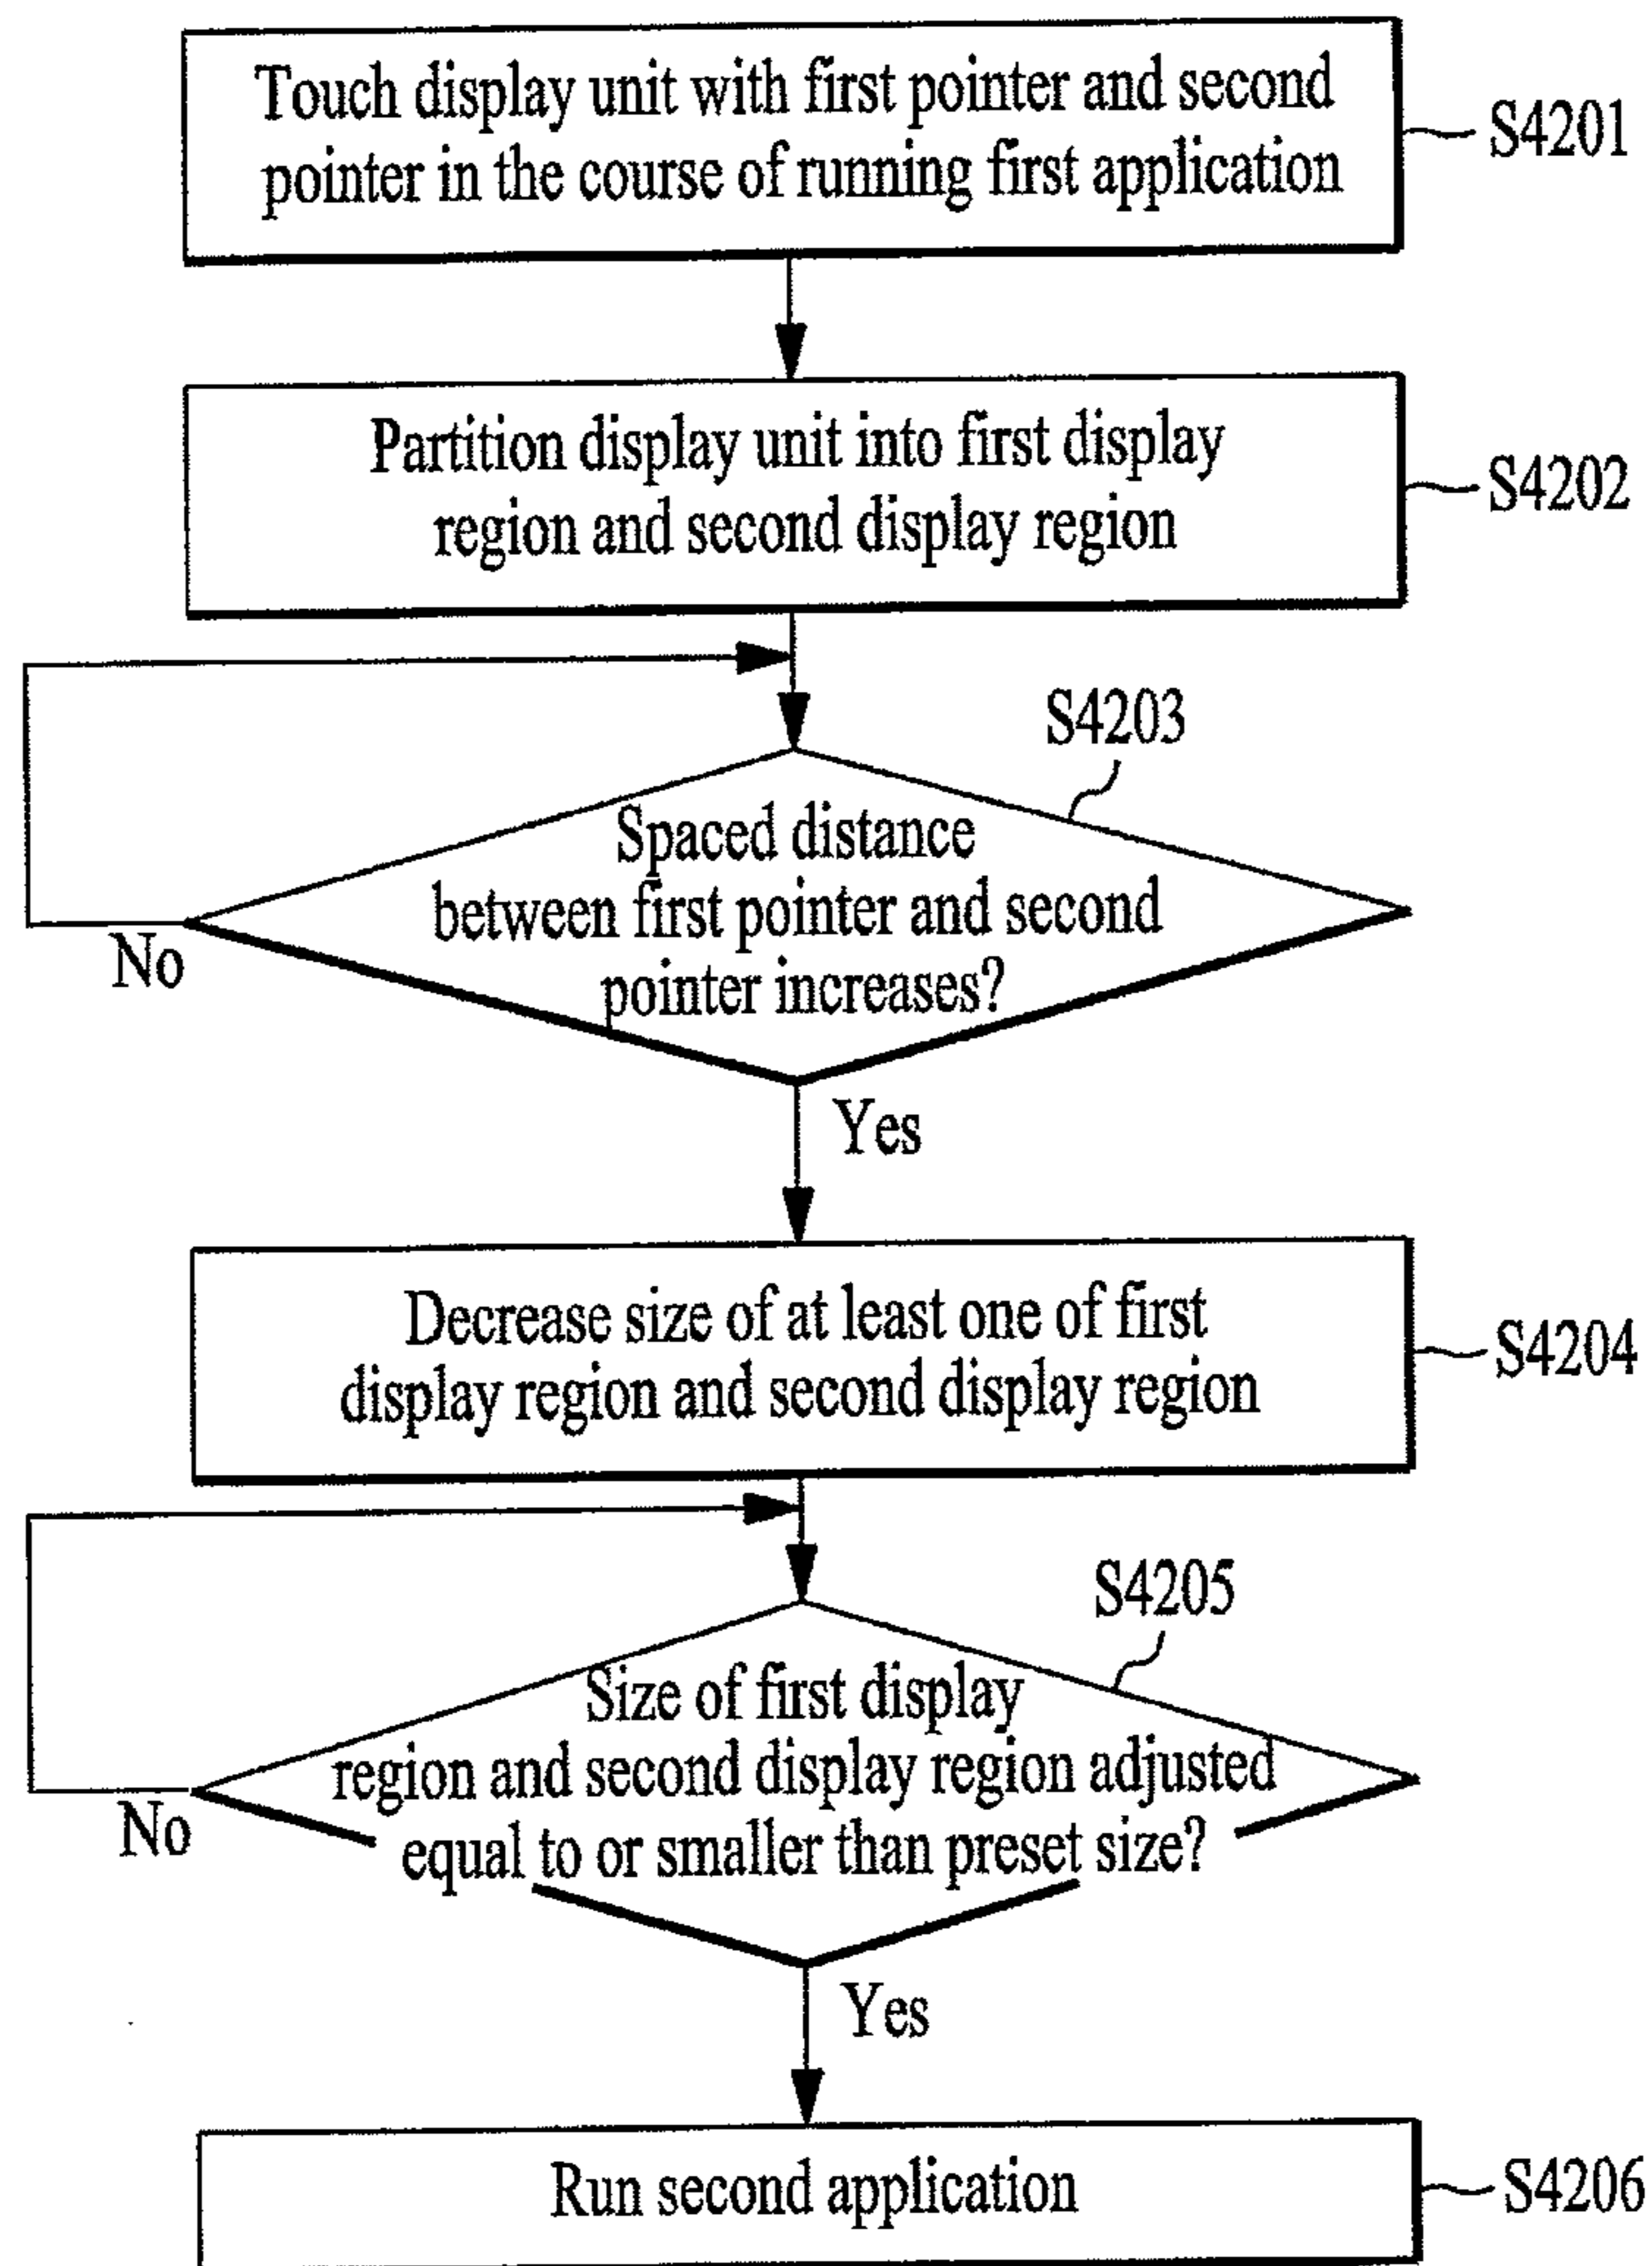 Touch display unit with first pointer and second
pointer in the course of running first application
S4201
Partition display unit into first display
region and second display region
S4202
S4203
Spaced distance
between first pointer and second
pointer increases?
No
Yes
Decrease size of at least one of first
display region and second display region
S4204
S4205
Size of first display
region and second display region adjusted
equal to or smaller than preset size?
No
Yes
Run second application
S4206